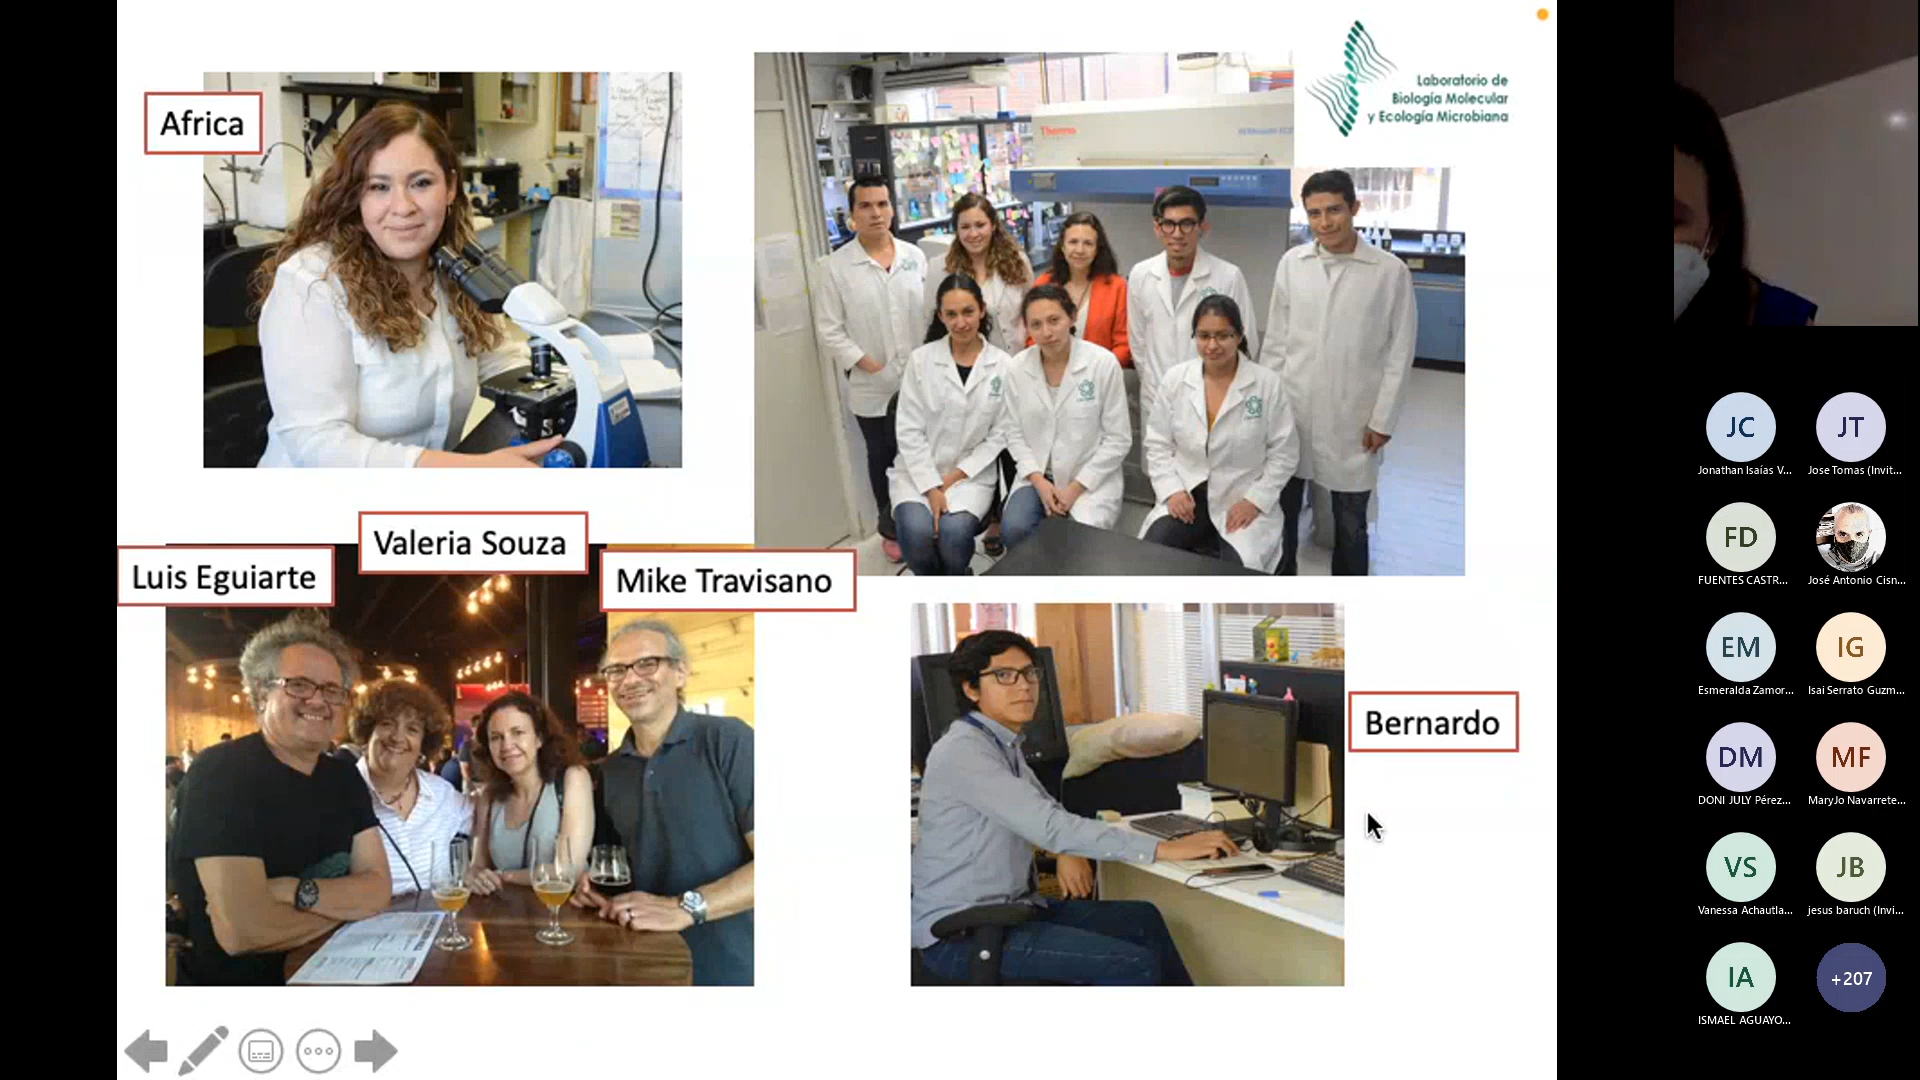 Africa
Thermo
Laboratorio de
Biología Molecular
y Ecología Microbiana
Valeria Souza
Luis Eguiarte
Mike Travisano
Bernardo
JC
JT
Jonathan Isaías V...
Jose Tomas (Invit...
FD
FUENTES CASTR...
José Antonio Cisn...
EM
IG
Esmeralda Zamor...
Isai Serrato Guzm...
DM
MF
DONI JULY Pérez...
MaryJo Navarrete...
VS
JB
Vanessa Achautla...
jesus baruch (Invi...
IA
+207
ISMAEL AGUAYO...